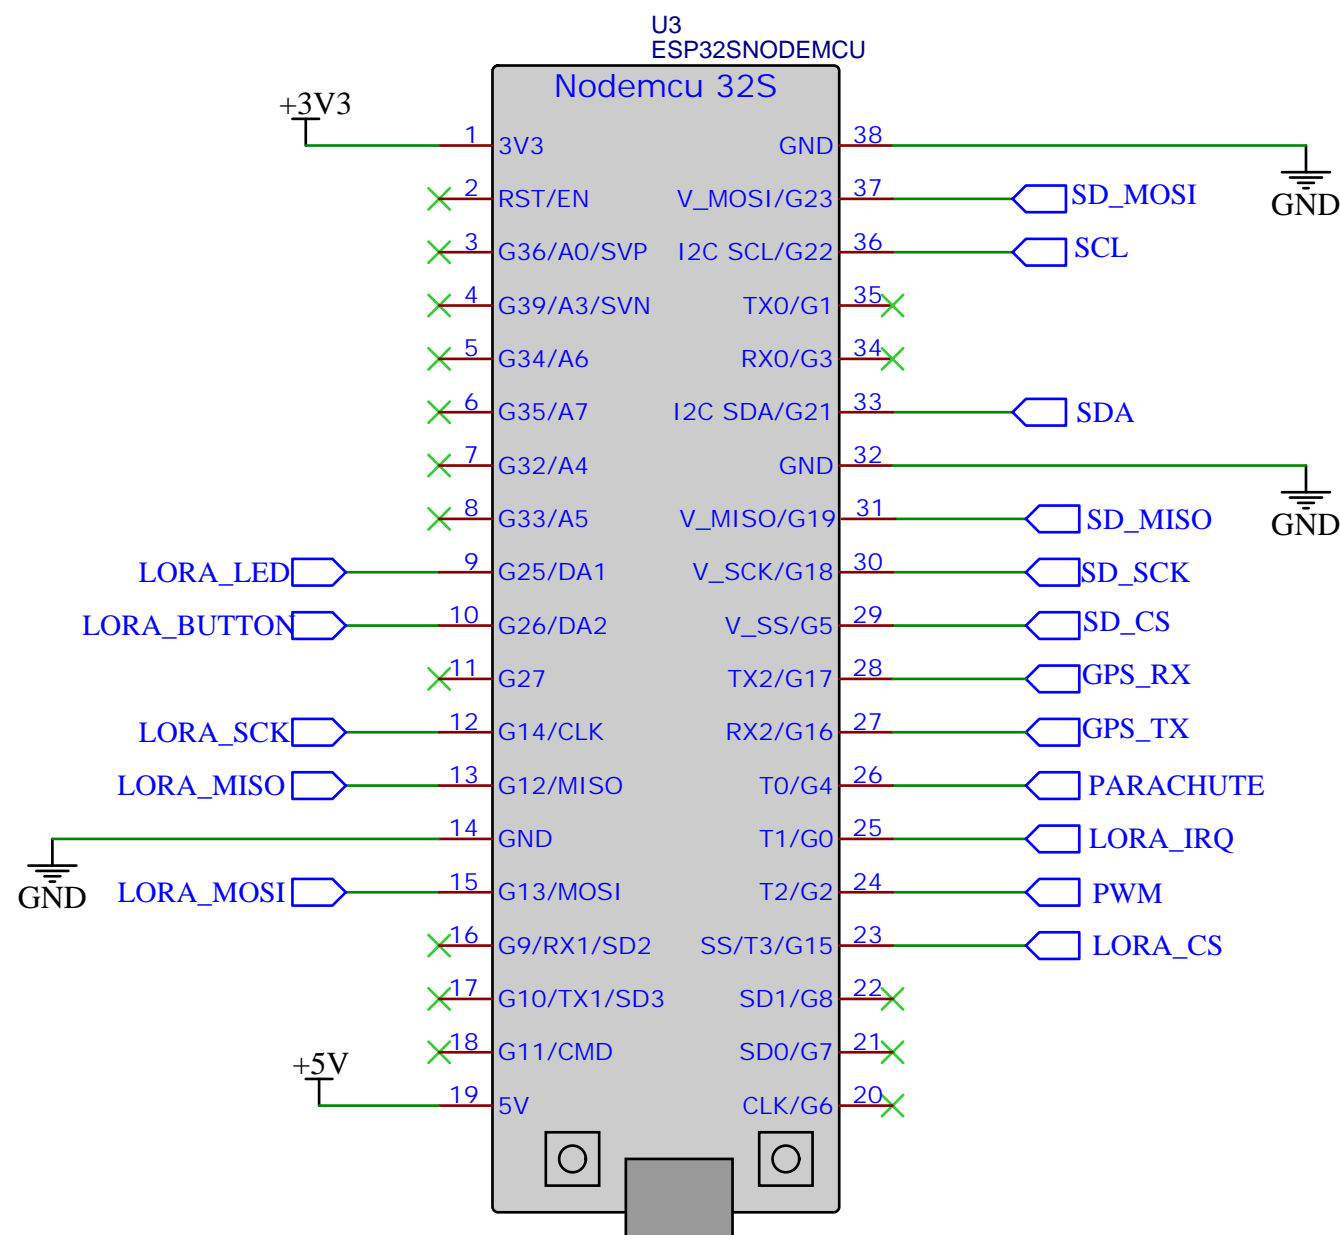 U3
ESP32SNODEMCU
Nodemcu 32S
+3V3 1 3V3 GND 38 GND
2 RST/EN V_MOSI/G23 37 SD_MOSI
3 G36/A0/SVP I2C SCL/G22 36 SCL
4 G39/A3/SVN TX0/G1 35
5 G34/A6 RX0/G3 34
6 G35/A7 I2C SDA/G21 33 SDA
7 G32/A4 GND 32 GND
8 G33/A5 V_MISO/G19 31 SD_MISO
LORA_LED 9 G25/DA1 V_SCK/G18 30 SD_SCK
LORA_BUTTON 10 G26/DA2 V_SS/G5 29 SD_CS
11 G27 TX2/G17 28 GPS_RX
LORA_SCK 12 G14/CLK RX2/G16 27 GPS_TX
LORA_MISO 13 G12/MISO T0/G4 26 PARACHUTE
GND 14 GND T1/G0 25 LORA_IRQ
LORA_MOSI 15 G13/MOSI T2/G2 24 PWM
16 G9/RX1/SD2 SS/T3/G15 23 LORA_CS
17 G10/TX1/SD3 SD1/G8 22
18 G11/CMD SD0/G7 21
+5V 19 5V CLK/G6 20